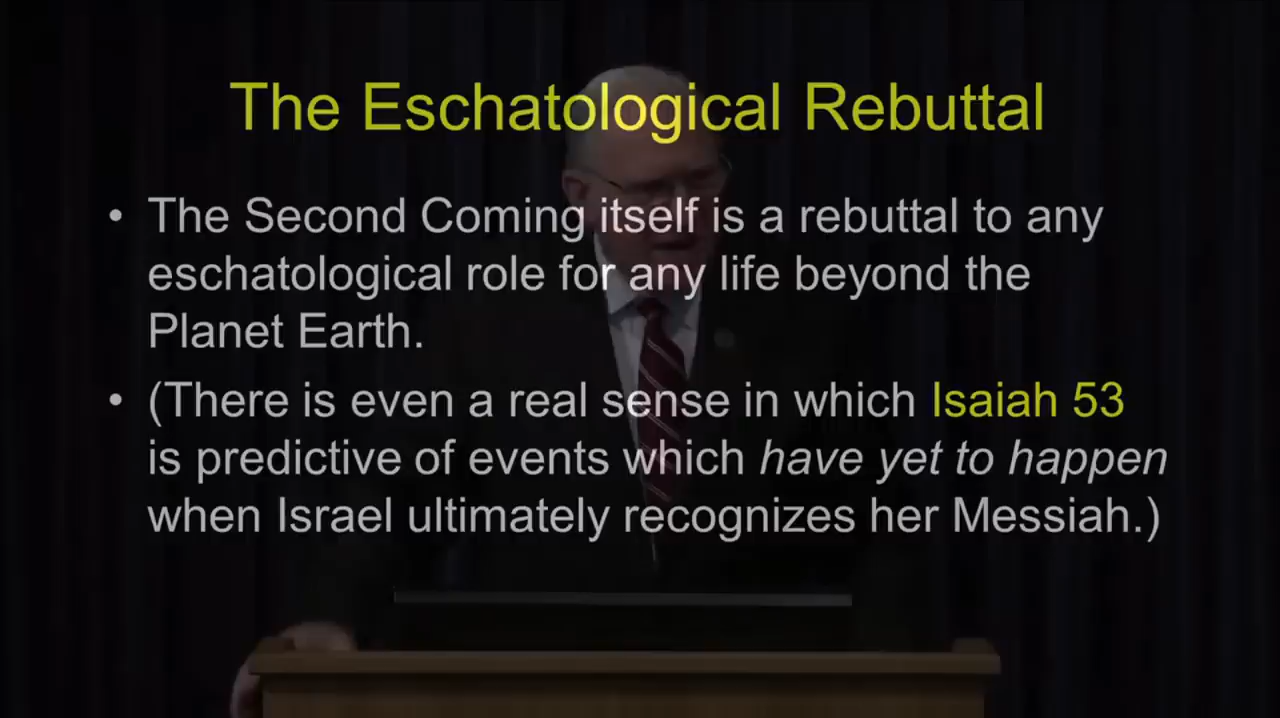 The Eschatological Rebuttal
• The Second Coming itself is a rebuttal to any
eschatological role for any life beyond the
Planet Earth.
• (There is even a real sense in which Isaiah 53
is predictive of events which have yet to happen
when Israel ultimately recognizes her Messiah.)